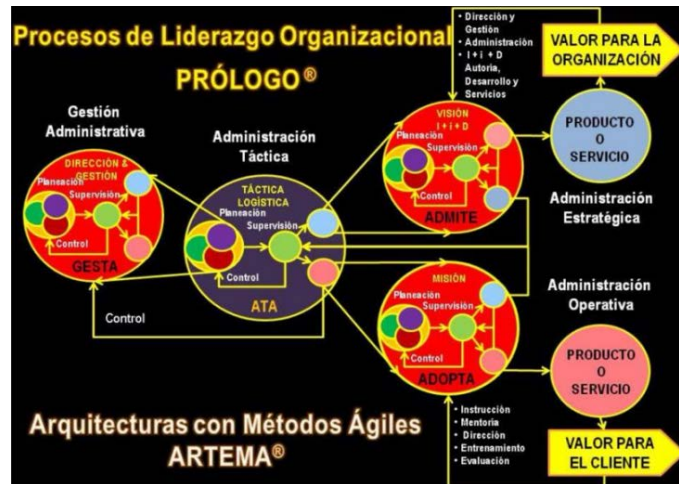 Procesos de Liderazgo Organizacional
PRÓLOGO®
• Dirección y
Gestión
• Administración
• I + i + D
Autoria,
Desarrollo y
Servicios
VALOR PARA LA
ORGANIZACIÓN
Gestión
Administrativa
DIRECCIÓN &
GESTIÓN
Planeación
Supervisión
Control
GESTA
Administración
Táctica
TÁCTICA
LOGÍSTICA
Planeación
Supervisión
Control
ATA
VISIÓN
I + i + D
Planeación
Supervisión
Control
ADMITE
PRODUCTO
O
SERVICIO
Administración
Estratégica
Control
MISIÓN
Planeación
Supervisión
Control
ADOPTA
Administración
Operativa
PRODUCTO
O
SERVICIO
Arquitecturas con Métodos Ágiles
ARTEMA®
• Instrucción
• Mentoria
• Dirección
• Entrenamiento
• Evaluación
VALOR PARA
EL CLIENTE